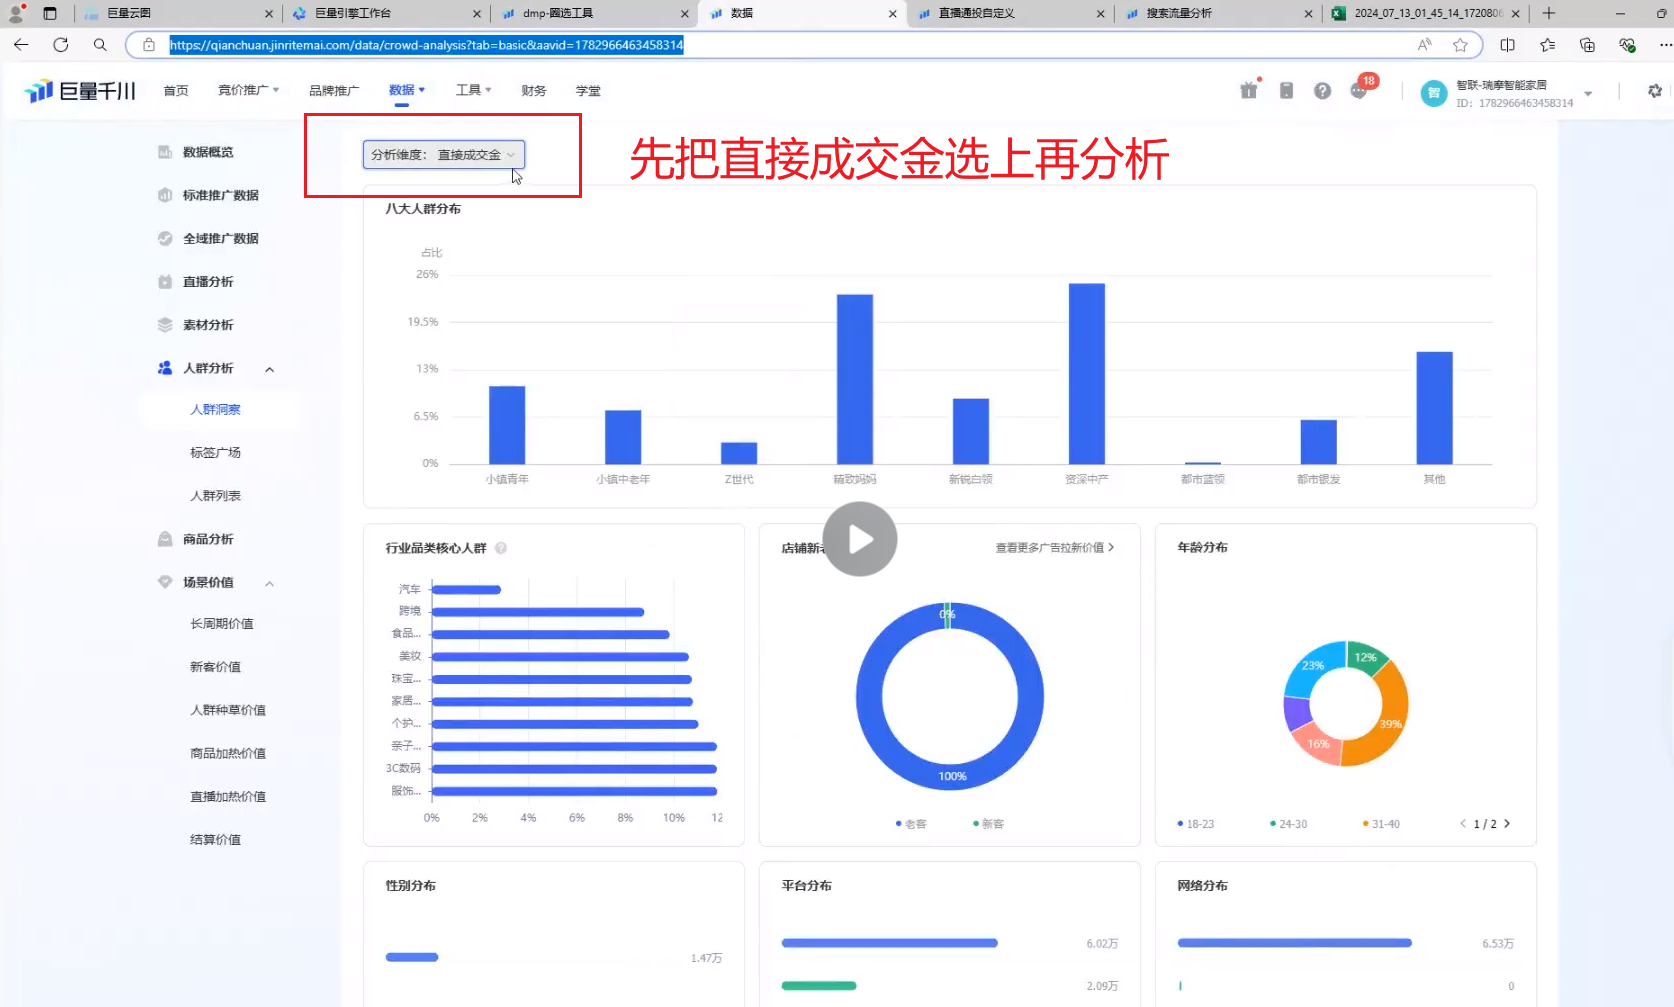 巨量云图
巨量引擎工作台
dmp-圈选工具
数据
直播通投自定义
搜索流量分析
2024_07_13_01_45_14_1720806
https://qianchuan.jinritemai.com/data/crowd-analysis?tab=basic&aavid=1782966463458314
巨量千川
首页
竞价推广
品牌推广
数据
工具
财务
学堂
18
智
智联-瑞摩智能家居
ID: 1782966463458314
数据概览
标准推广数据
全域推广数据
直播分析
素材分析
人群分析
人群洞察
标签广场
人群列表
商品分析
场景价值
长周期价值
新客价值
人群种草价值
商品加热价值
直播加热价值
结算价值
分析维度： 直接成交金
先把直接成交金选上再分析
八大人群分布
占比
26%
19.5%
13%
6.5%
0%
小镇青年
小镇中老年
Z世代
精致妈妈
新锐白领
资深中产
都市蓝领
都市银发
其他
行业品类核心人群
汽车
跨境
食品...
美妆
珠宝...
家居...
个护...
亲子...
3C数码
服饰...
0%
2%
4%
6%
8%
10%
12
店铺新
查看更多广告拉新价值
0%
100%
老客
新客
年龄分布
23%
12%
39%
16%
18-23
24-30
31-40
1 / 2
性别分布
1.47万
平台分布
6.02万
2.09万
网络分布
6.53万
0